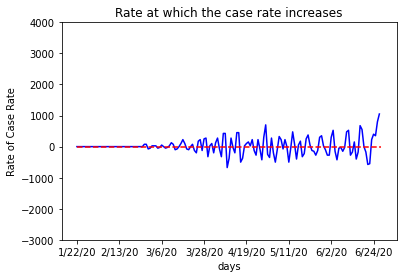 Rate at which the case rate increases
4000
3000
2000
1000
0
−1000
−2000
−3000
Rate of Case Rate
1/22/20 2/13/20 3/6/20 3/28/20 4/19/20 5/11/20 6/2/20 6/24/20
days